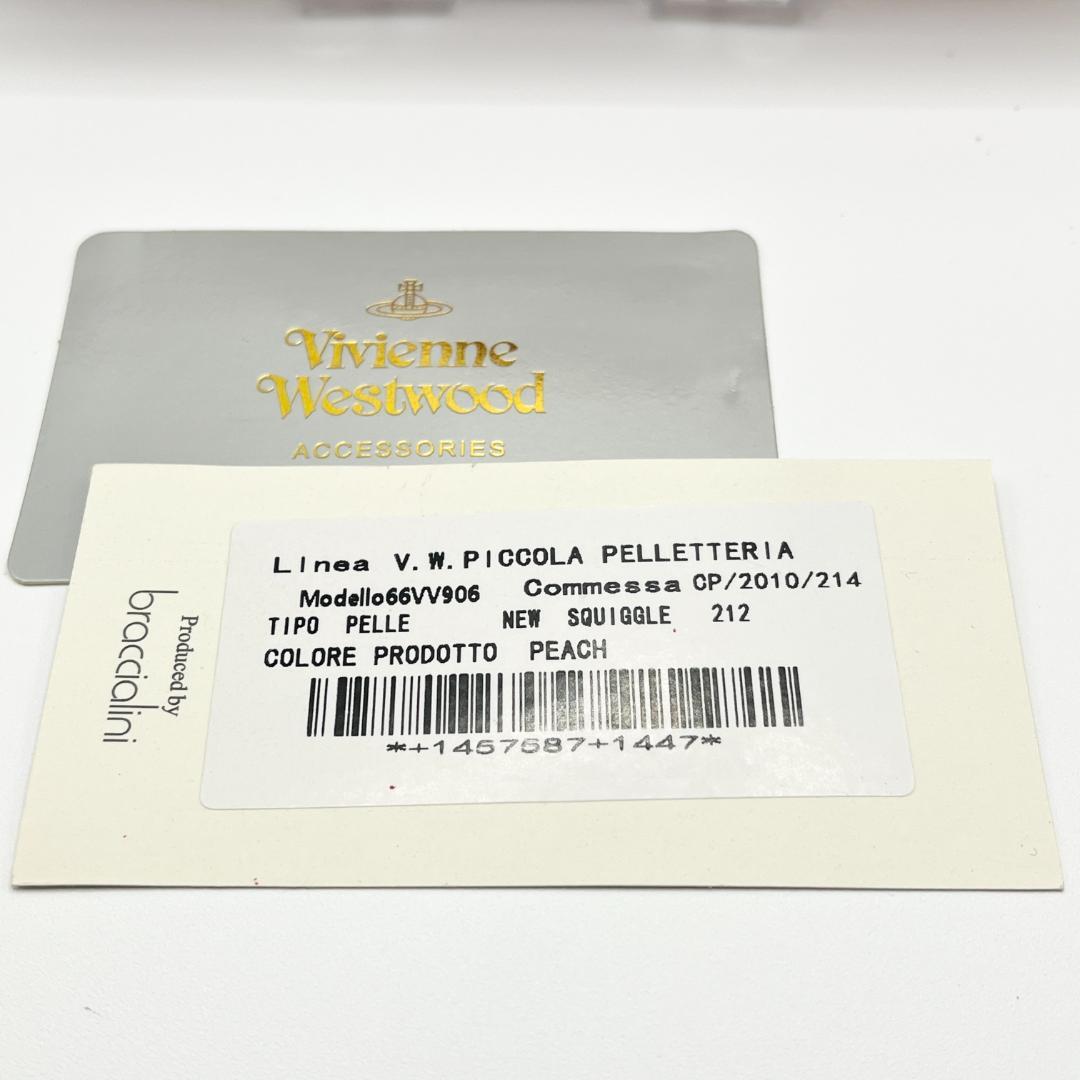 Vivienne
Westwood
ACCESSORIES
Linea V.W.PICCOLA PELLETTERIA
Modello66VV906 Commessa CP/2010/214
TIPO PELLE NEW SQUIGGLE 212
COLORE PRODOTTO PEACH
*+1457587+1447*
Produced by
braccialini